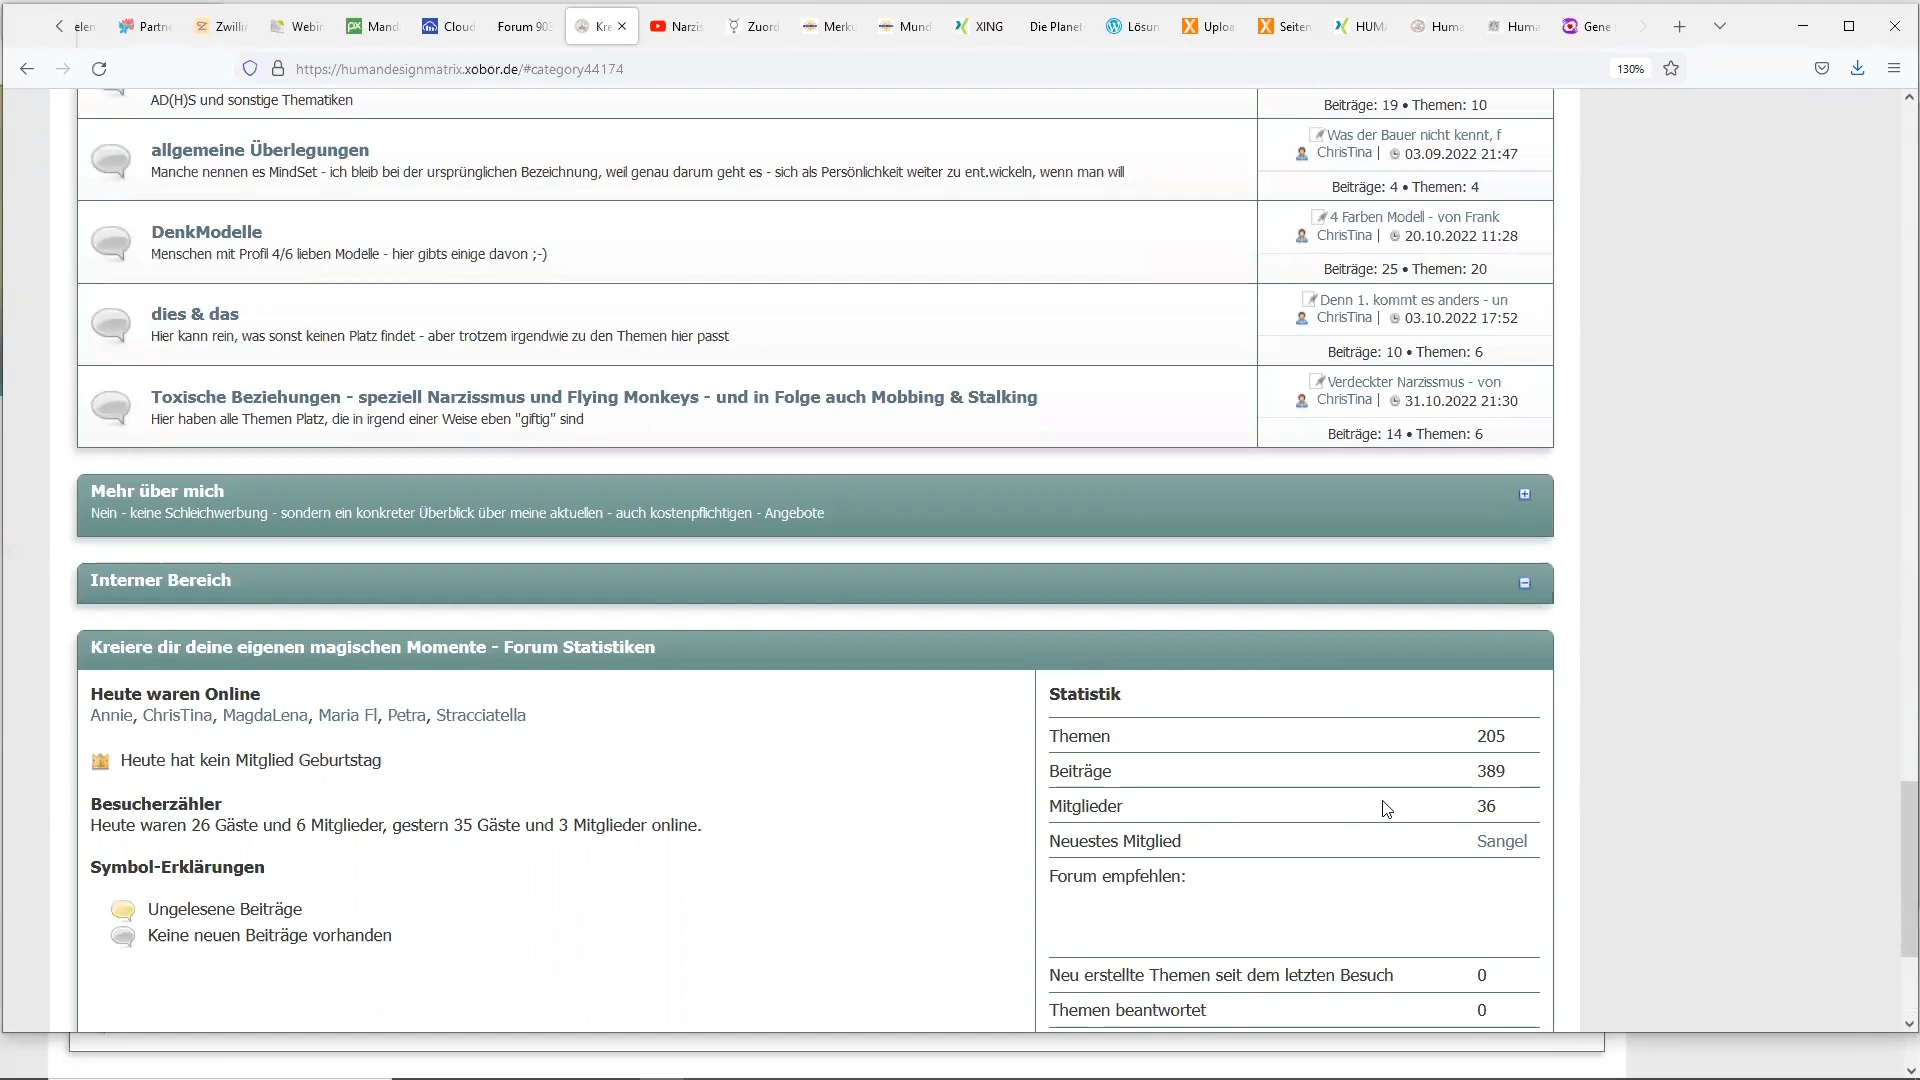 elen
Partn
Zwillin
Webin
Mand
Cloud
Forum 903
Kre
Narzis
Zuord
Merku
Mund
XING
Die Planet
Lösun
Uploa
Seiten
HUMA
Huma
Huma
Gene
https://humandesignmatrix.xobor.de/#category44174
130%
AD(H)S und sonstige Thematiken
Beiträge: 19 • Themen: 10
allgemeine Überlegungen
Manche nennen es MindSet - ich bleib bei der ursprünglichen Bezeichnung, weil genau darum geht es - sich als Persönlichkeit weiter zu ent.wickeln, wenn man will
Was der Bauer nicht kennt, f
ChrisTina | 03.09.2022 21:47
Beiträge: 4 • Themen: 4
DenkModelle
Menschen mit Profil 4/6 lieben Modelle - hier gibts einige davon ;-)
4 Farben Modell - von Frank
ChrisTina | 20.10.2022 11:28
Beiträge: 25 • Themen: 20
dies & das
Hier kann rein, was sonst keinen Platz findet - aber trotzem irgendwie zu den Themen hier passt
Denn 1. kommt es anders - un
ChrisTina | 03.10.2022 17:52
Beiträge: 10 • Themen: 6
Toxische Beziehungen - speziell Narzissmus und Flying Monkeys - und in Folge auch Mobbing & Stalking
Hier haben alle Themen Platz, die in irgend einer Weise eben "giftig" sind
Verdeckter Narzissmus - von
ChrisTina | 31.10.2022 21:30
Beiträge: 14 • Themen: 6
Mehr über mich
Nein - keine Schleichwerbung - sondern ein konkreter Überblick über meine aktuellen - auch kostenpflichtigen - Angebote
Interner Bereich
Kreiere dir deine eigenen magischen Momente - Forum Statistiken
Heute waren Online
Annie, ChrisTina, MagdaLena, Maria Fl, Petra, Stracciatella
Heute hat kein Mitglied Geburtstag
Besucherzähler
Heute waren 26 Gäste und 6 Mitglieder, gestern 35 Gäste und 3 Mitglieder online.
Symbol-Erklärungen
Ungelesene Beiträge
Keine neuen Beiträge vorhanden
Statistik
Themen 205
Beiträge 389
Mitglieder 36
Neuestes Mitglied Sangel
Forum empfehlen:
Neu erstellte Themen seit dem letzten Besuch 0
Themen beantwortet 0